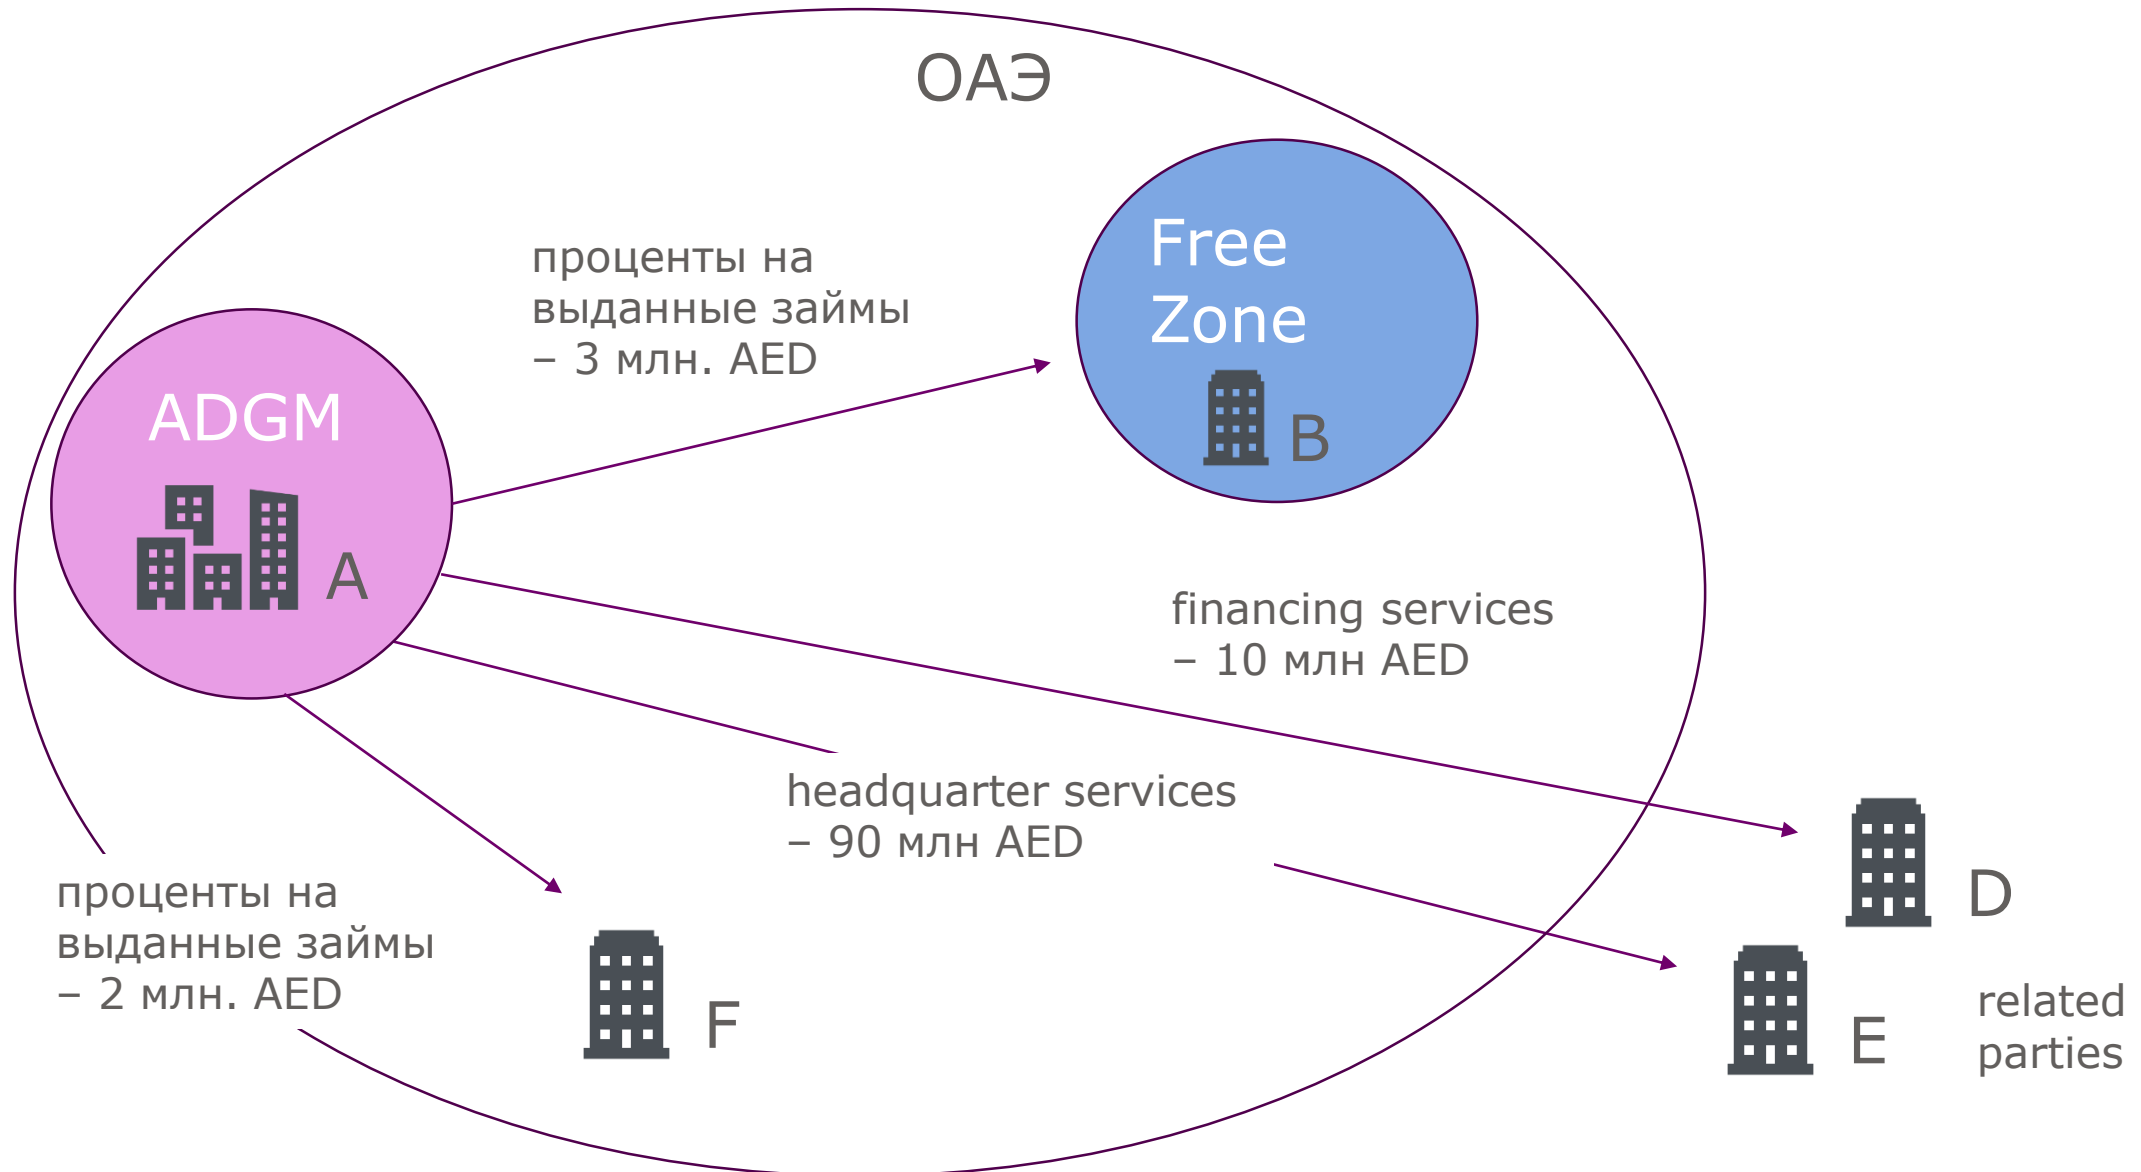 ОАЭ
проценты на
выданные займы
– 3 млн. AED
Free
Zone
B
ADGM
A
financing services
– 10 млн AED
headquarter services
– 90 млн AED
проценты на
выданные займы
– 2 млн. AED
F
D
E
related
parties